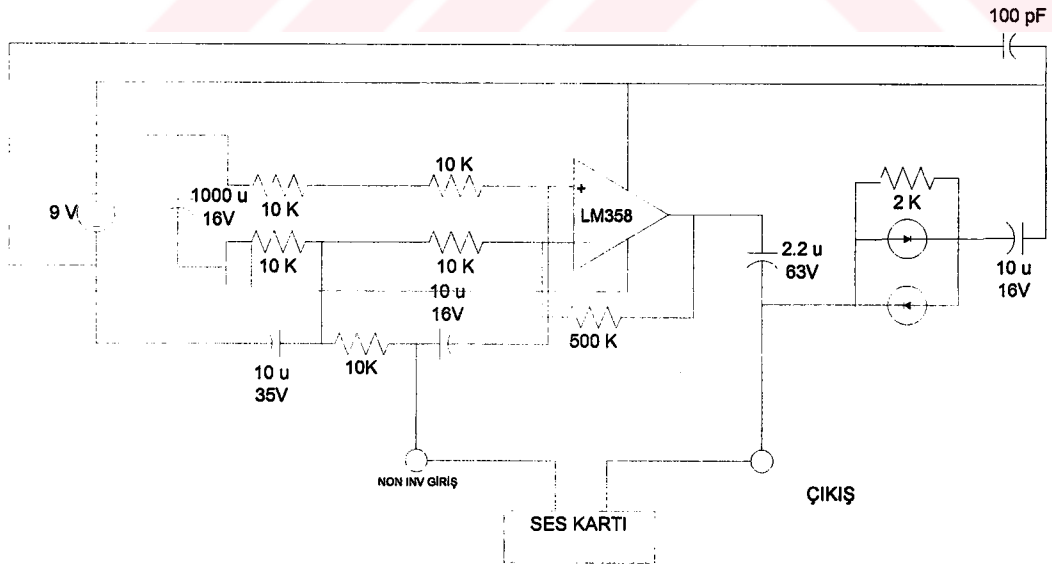 100 pF
10 K
2 K
9 V
1000 u
16V
10 K
+
LM358
10 K
10 K
10 u
16V
2.2 u
63V
10 u
16V
500 K
10 u
35V
10K
NON INV GİRİŞ
ÇIKIŞ
SES KARTI